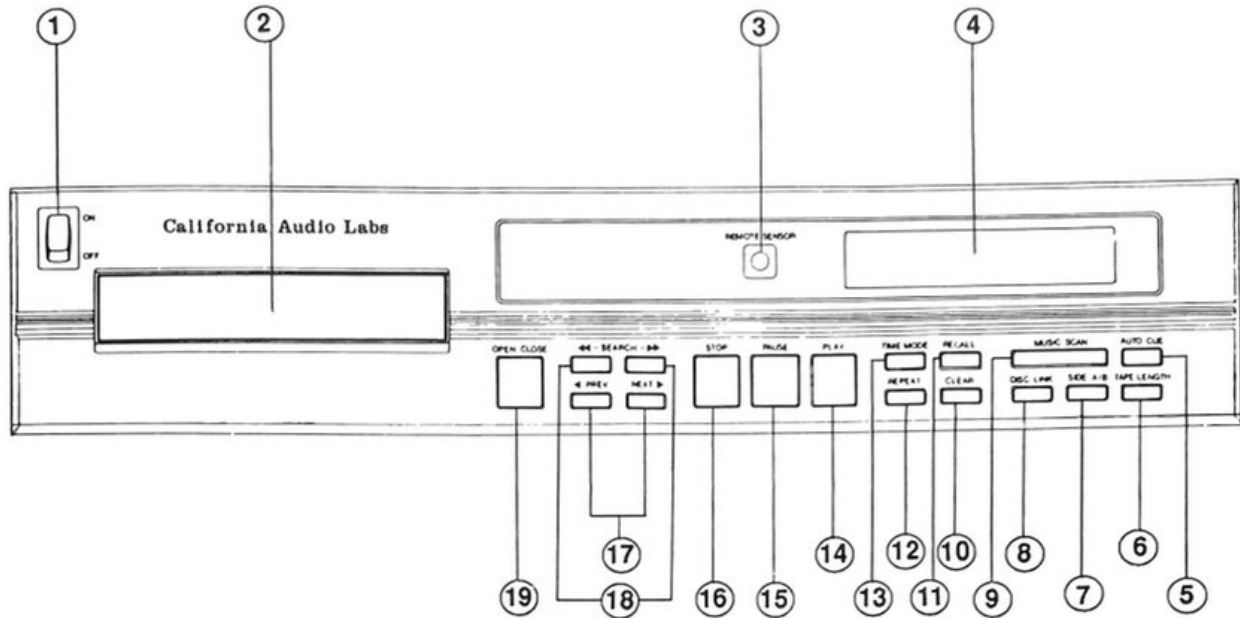 1 2 3 4
ON
California Audio Labs
OFF
REMOTE SENSOR
OPEN CLOSE ◀◀ - SEARCH - ▶▶ STOP PAUSE PLAY TIME MODE RECALL MUSIC SCAN AUTO CUE
◀ PREV NEXT ▶ REPEAT CLEAR DISC LINK SIDE A/B TAPE LENGTH
17 14 12 10 8 6
19 18 16 15 13 11 9 7 5